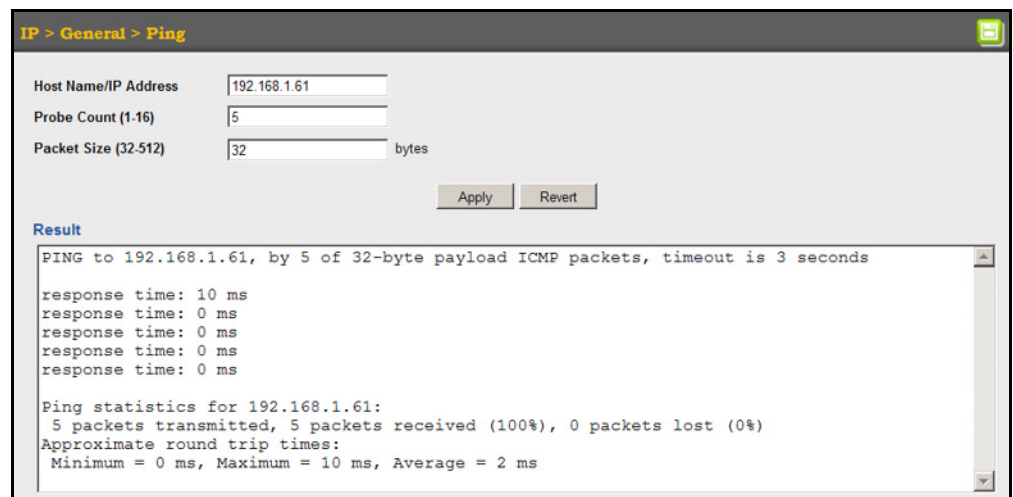 IP > General > Ping
Host Name/IP Address 192.168.1.61
Probe Count (1-16) 5
Packet Size (32-512) 32 bytes
Apply Revert
Result
PING to 192.168.1.61, by 5 of 32-byte payload ICMP packets, timeout is 3 seconds
response time: 10 ms
response time: 0 ms
response time: 0 ms
response time: 0 ms
response time: 0 ms
Ping statistics for 192.168.1.61:
5 packets transmitted, 5 packets received (100%), 0 packets lost (0%)
Approximate round trip times:
Minimum = 0 ms, Maximum = 10 ms, Average = 2 ms